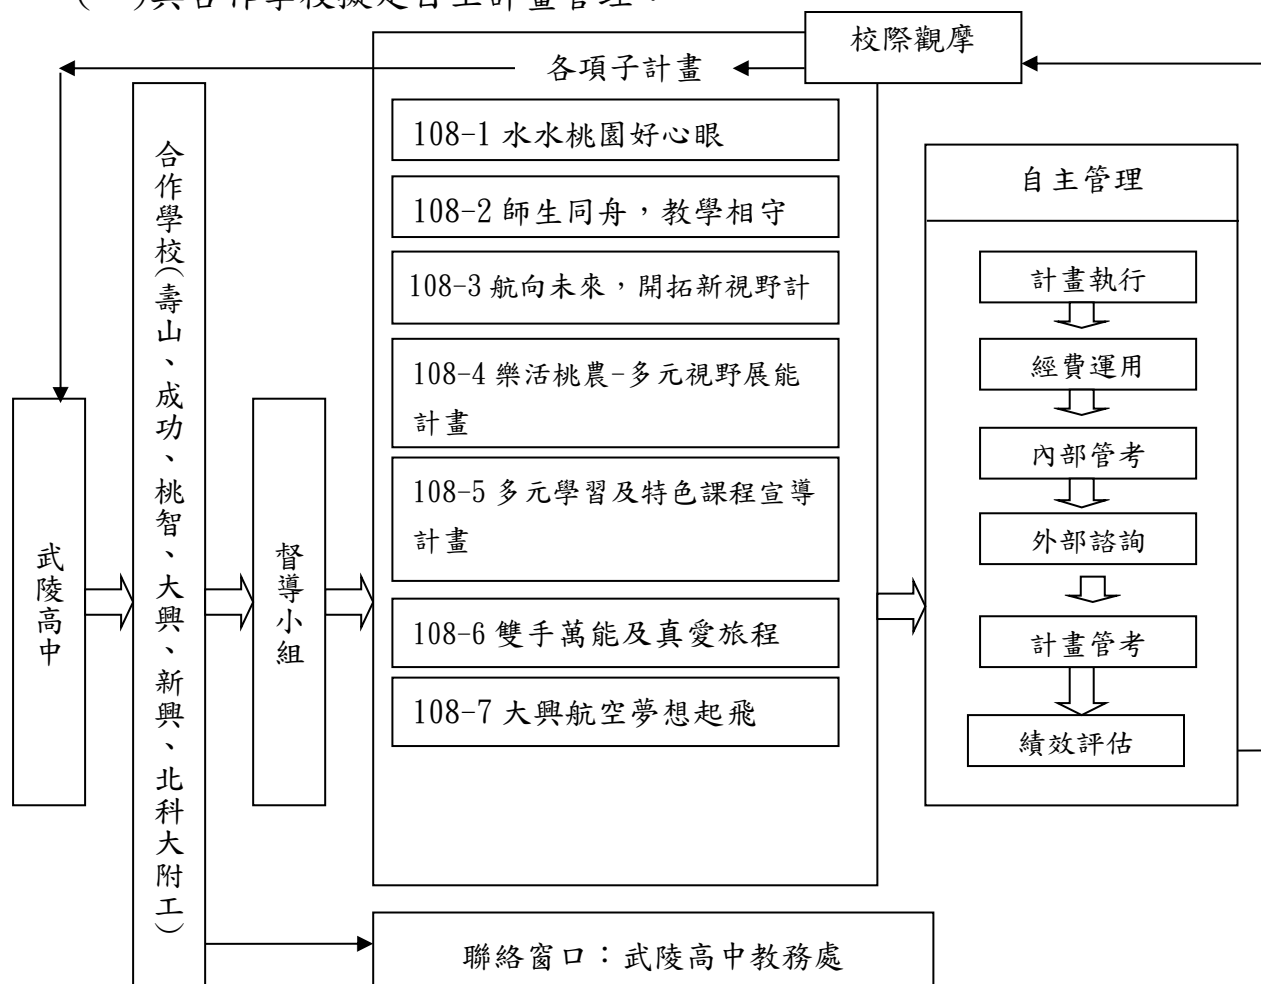 (　)與合作學校擬定自主計畫管理：
校際觀摩
各項子計畫
108-1 水水桃園好心眼
108-2 師生同舟，教學相守
108-3 航向未來，開拓新視野計
108-4 樂活桃農-多元視野展能
計畫
108-5 多元學習及特色課程宣導
計畫
108-6 雙手萬能及真愛旅程
108-7 大興航空夢想起飛
武陵高中
合作學校(壽山、成功、桃智、大興、新興、北科大附工)
督導小組
自主管理
計畫執行
經費運用
內部管考
外部諮詢
計畫管考
績效評估
聯絡窗口：武陵高中教務處